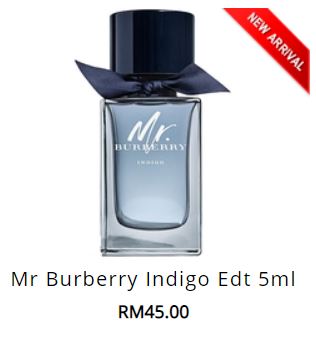 NEW ARRIVAL
Mr.
BURBERRY
INDIGO
Mr Burberry Indigo Edt 5ml
RM45.00